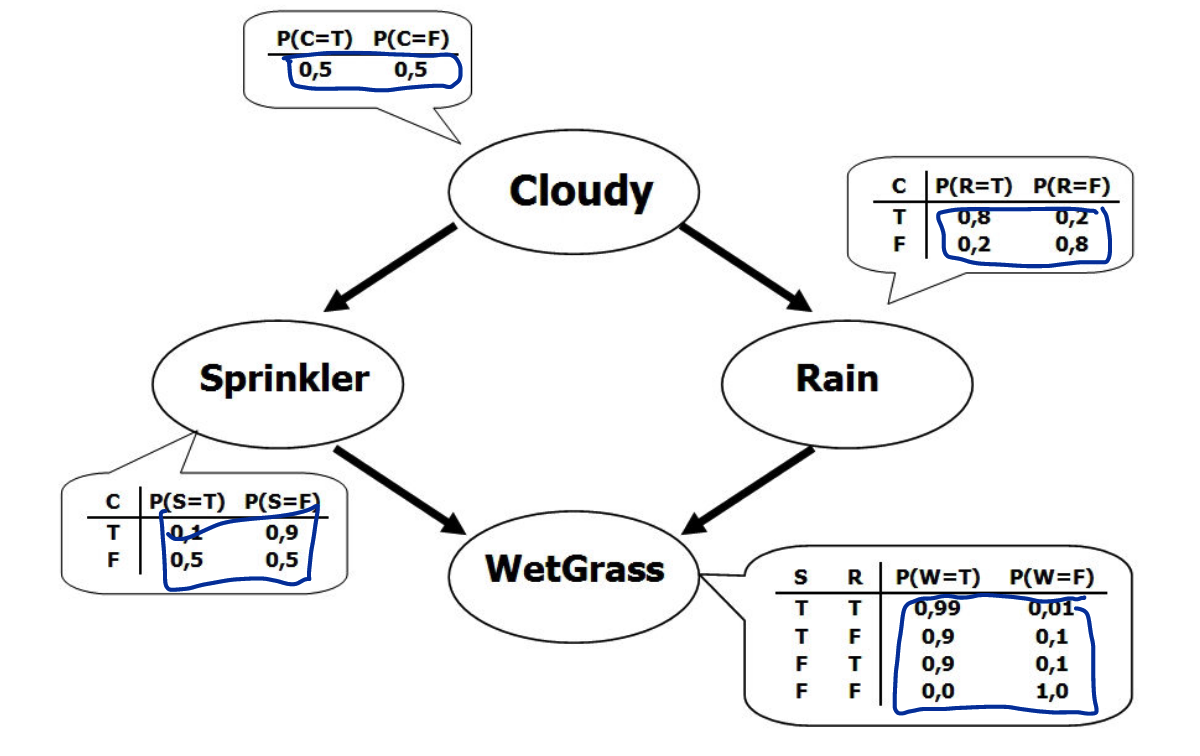 P(C=T) P(C=F)
0,5 0,5
Cloudy
C P(R=T) P(R=F)
T 0,8 0,2
F 0,2 0,8
Sprinkler
Rain
C P(S=T) P(S=F)
T 0,1 0,9
F 0,5 0,5
WetGrass
S R P(W=T) P(W=F)
T T 0,99 0,01
T F 0,9 0,1
F T 0,9 0,1
F F 0,0 1,0